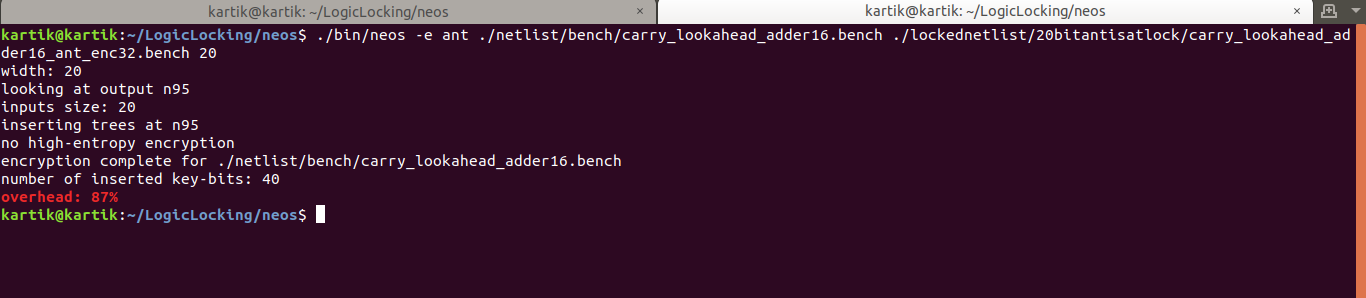 kartik@kartik: ~/LogicLocking/neos × kartik@kartik: ~/LogicLocking/neos ×
kartik@kartik:~/LogicLocking/neos$ ./bin/neos -e ant ./netlist/bench/carry_lookahead_adder16.bench ./lockednetlist/20bitantisatlock/carry_lookahead_ad
der16_ant_enc32.bench 20
width: 20
looking at output n95
inputs size: 20
inserting trees at n95
no high-entropy encryption
encryption complete for ./netlist/bench/carry_lookahead_adder16.bench
number of inserted key-bits: 40
overhead: 87%
kartik@kartik:~/LogicLocking/neos$